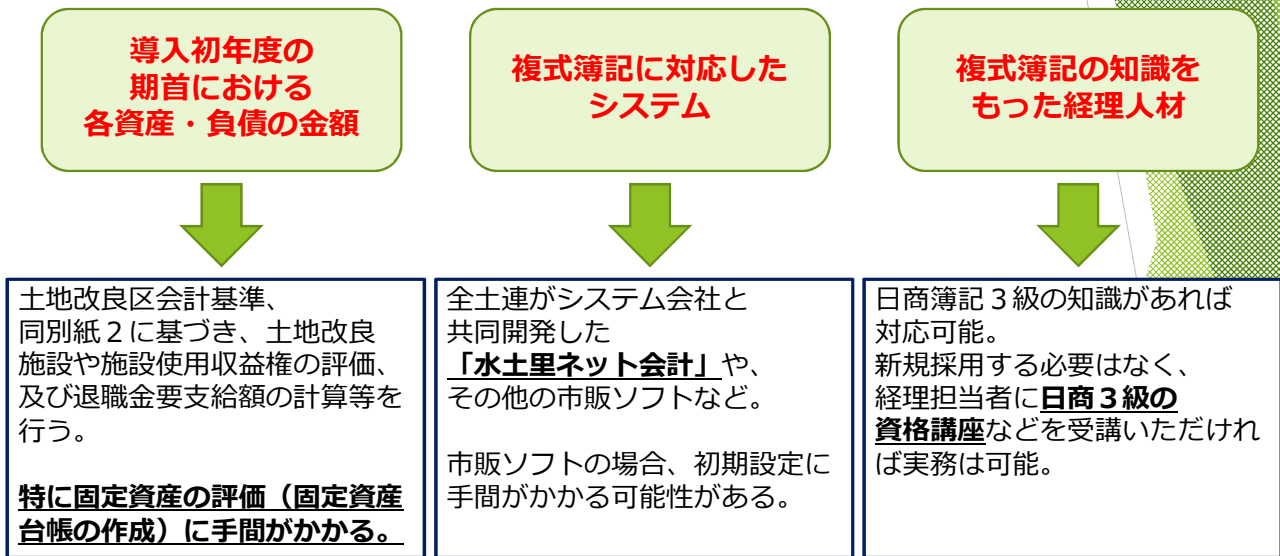 導入初年度の
期首における
各資産・負債の金額
土地改良区会計基準、
同別紙２に基づき、土地改良
施設や施設使用収益権の評価、
及び退職金要支給額の計算等を
行う。
特に固定資産の評価（固定資産
台帳の作成）に手間がかかる。
複式簿記に対応した
システム
全土連がシステム会社と
共同開発した
「水土里ネット会計」や、
その他の市販ソフトなど。
市販ソフトの場合、初期設定に
手間がかかる可能性がある。
複式簿記の知識を
もった経理人材
日商簿記３級の知識があれば
対応可能。
新規採用する必要はなく、
経理担当者に日商３級の
資格講座などを受講いただけれ
ば実務は可能。